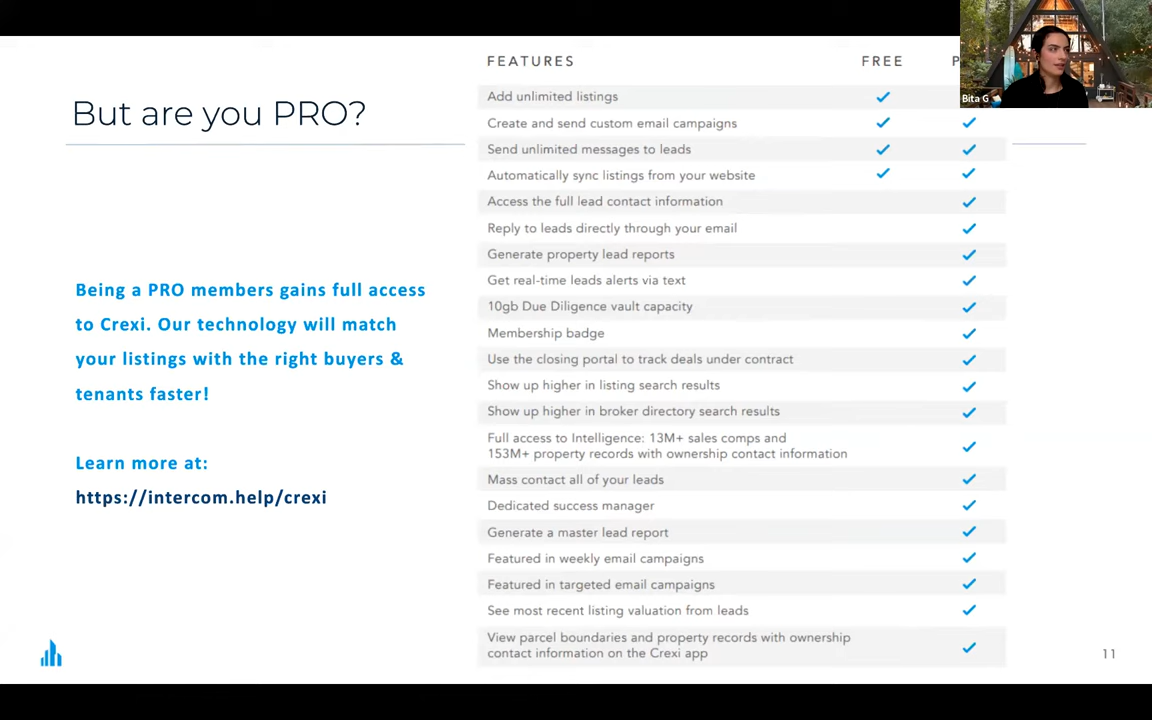 But are you PRO?
Being a PRO members gains full access
to Crexi. Our technology will match
your listings with the right buyers &
tenants faster!
Learn more at:
https://intercom.help/crexi
FEATURES FREE
Add unlimited listings
Create and send custom email campaigns
Send unlimited messages to leads
Automatically sync listings from your website
Access the full lead contact information
Reply to leads directly through your email
Generate property lead reports
Get real-time leads alerts via text
10gb Due Diligence vault capacity
Membership badge
Use the closing portal to track deals under contract
Show up higher in listing search results
Show up higher in broker directory search results
Full access to Intelligence: 13M+ sales comps and
153M+ property records with ownership contact information
Mass contact all of your leads
Dedicated success manager
Generate a master lead report
Featured in weekly email campaigns
Featured in targeted email campaigns
See most recent listing valuation from leads
View parcel boundaries and property records with ownership
contact information on the Crexi app
Bita G
11